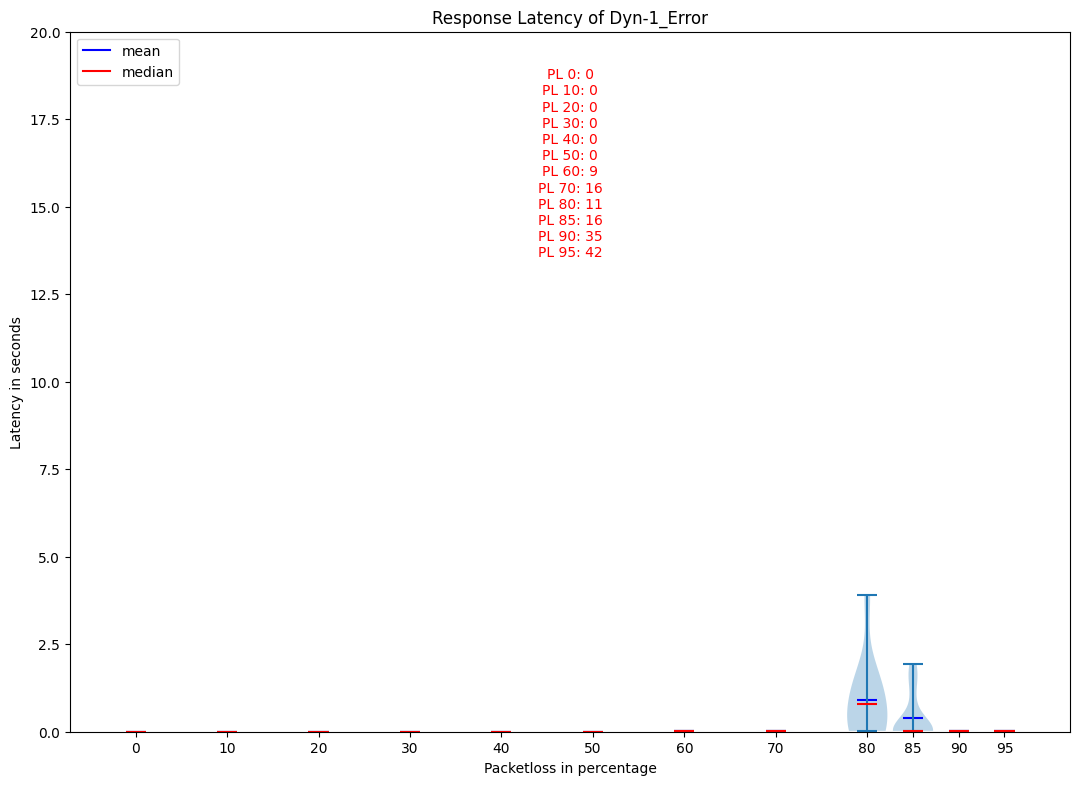 Response Latency of Dyn-1_Error
mean
median
PL 0: 0
PL 10: 0
PL 20: 0
PL 30: 0
PL 40: 0
PL 50: 0
PL 60: 9
PL 70: 16
PL 80: 11
PL 85: 16
PL 90: 35
PL 95: 42
Latency in seconds
20.0
17.5
15.0
12.5
10.0
7.5
5.0
2.5
0.0
0 10 20 30 40 50 60 70 80 85 90 95
Packetloss in percentage